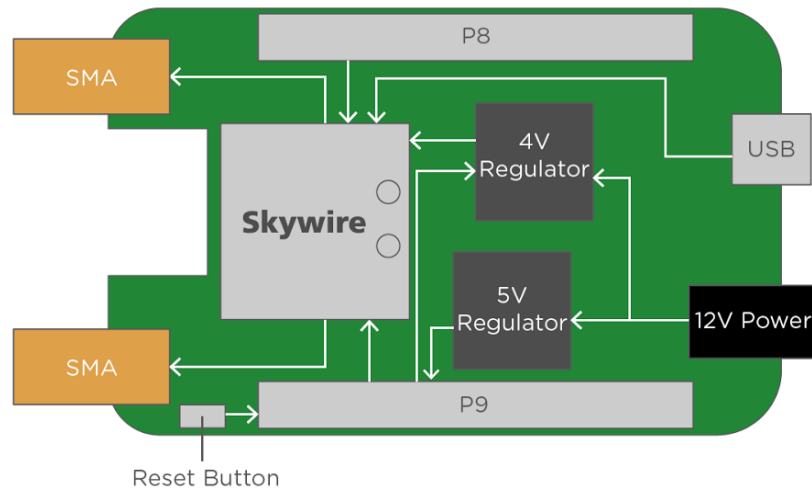 P8
SMA
4V
Regulator
USB
Skywire
5V
Regulator
12V Power
SMA
P9
Reset Button